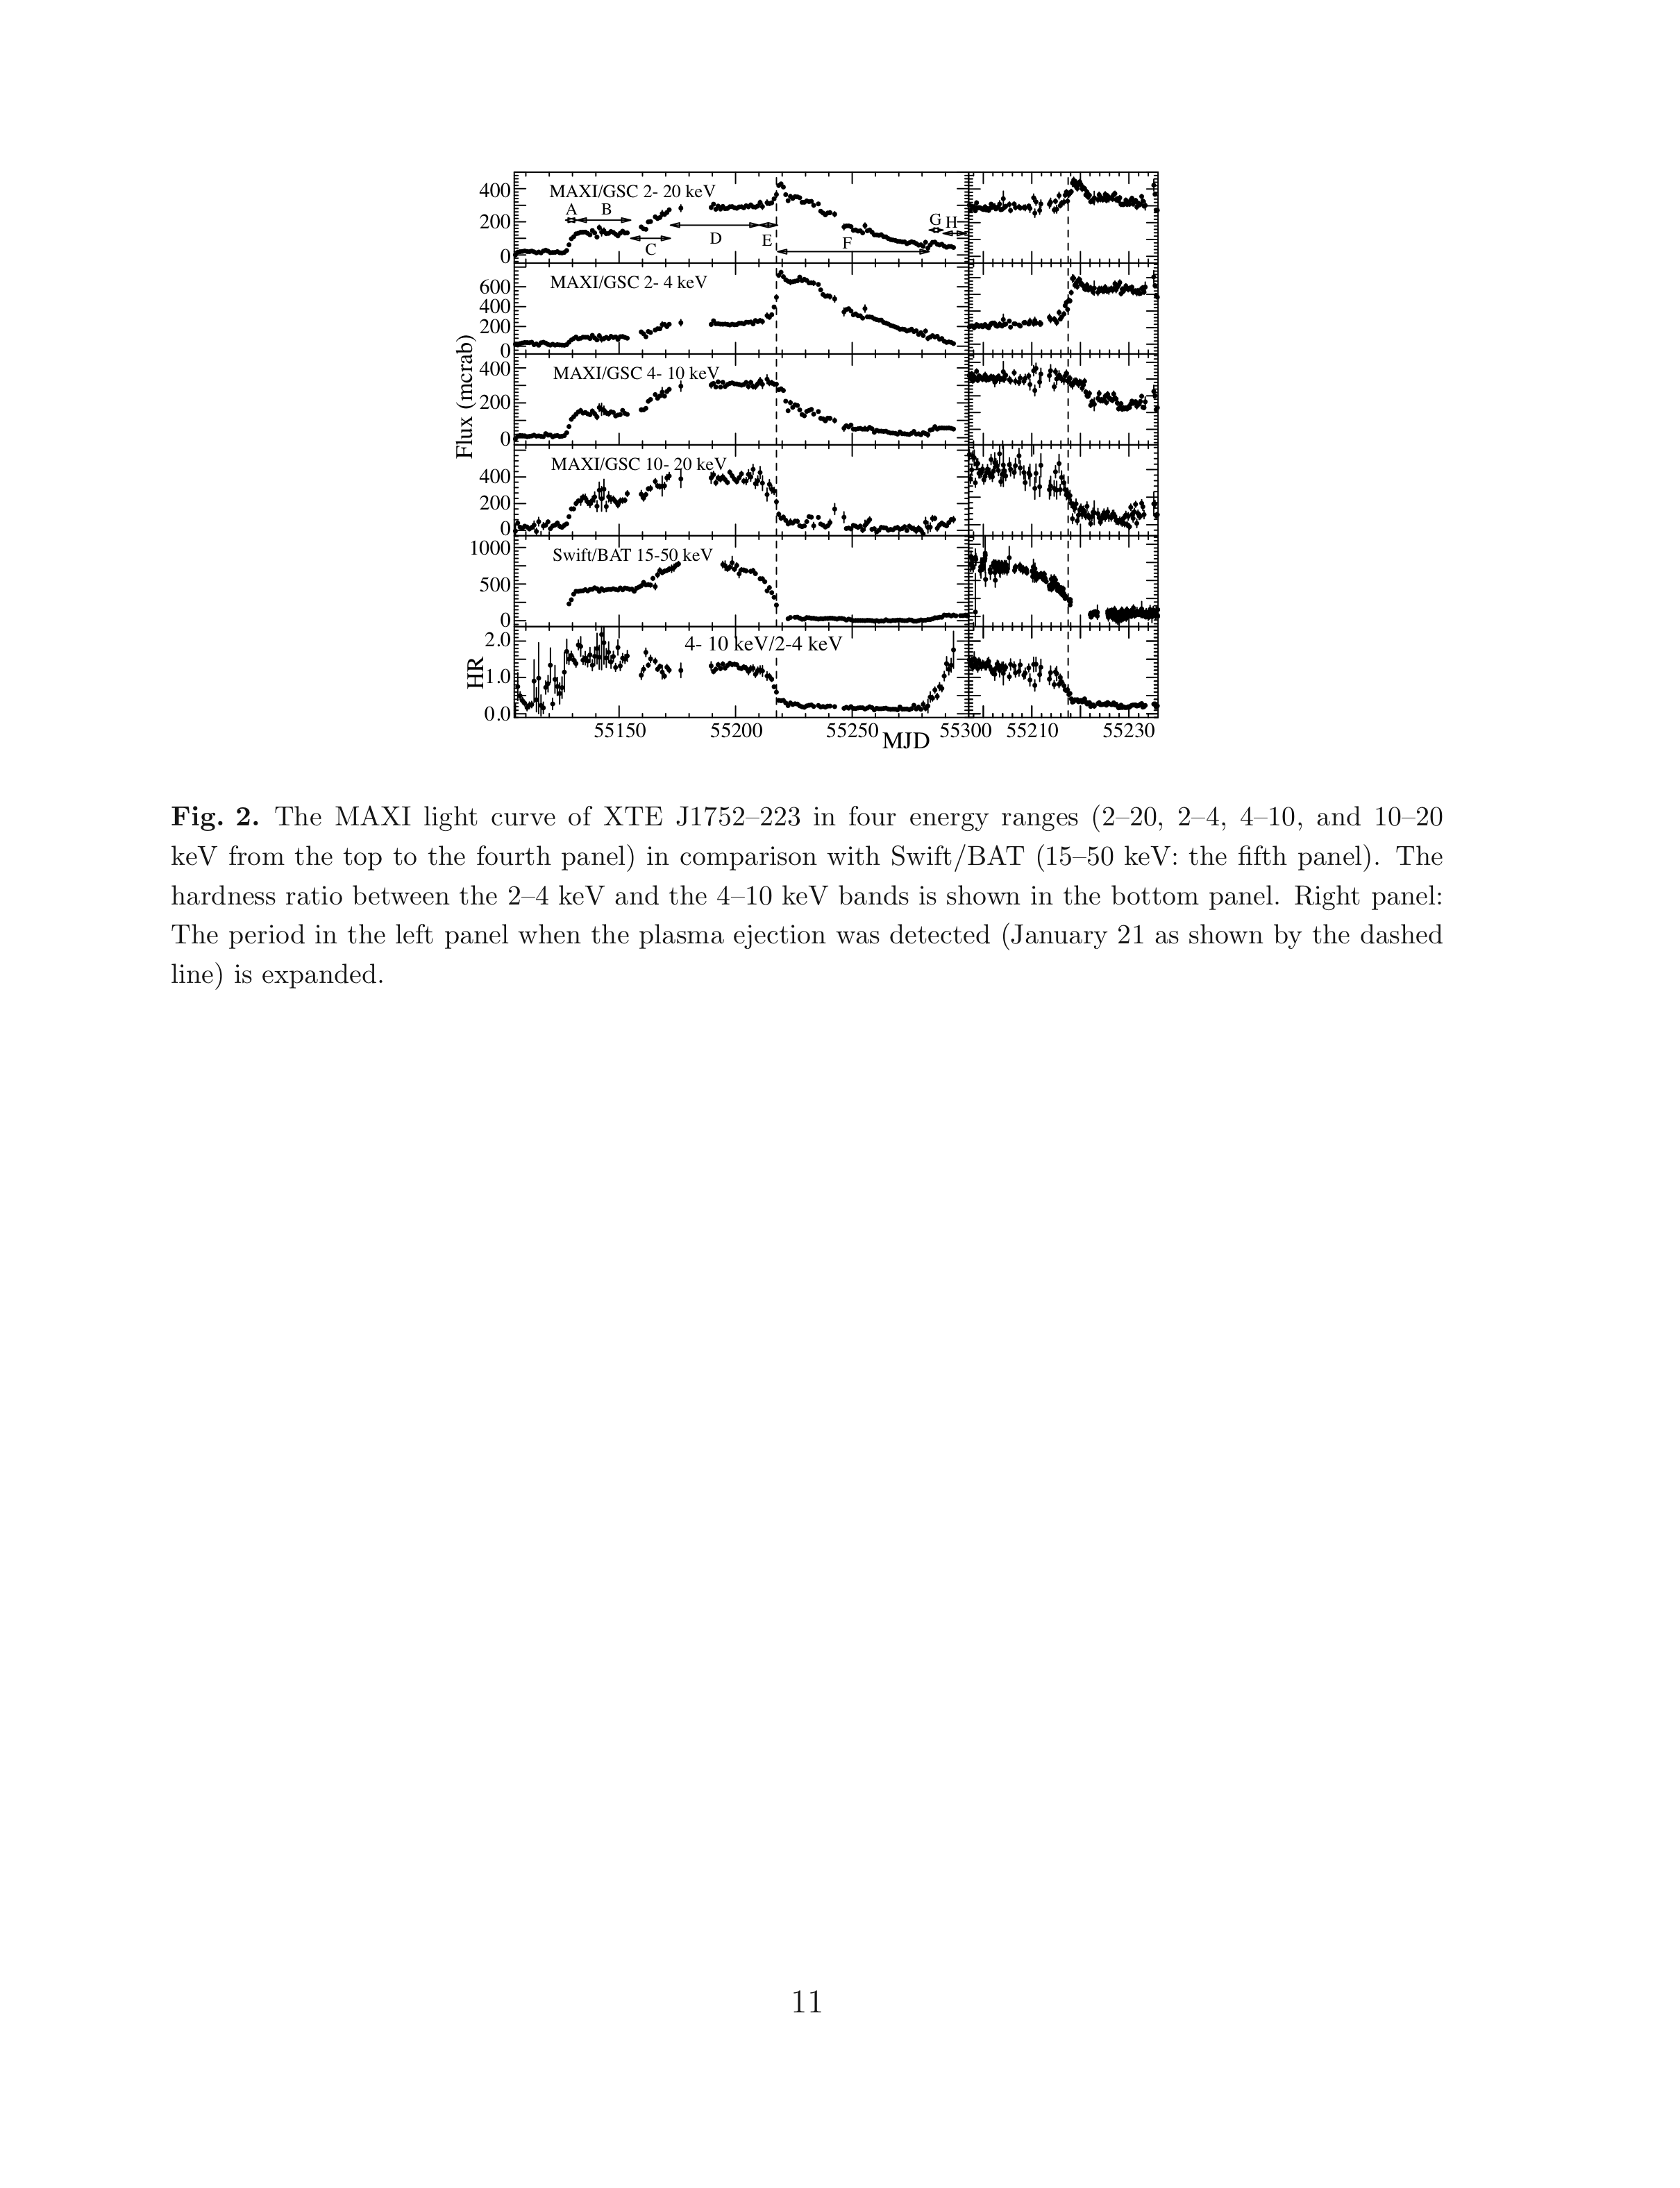 MAXI/GSC 2- 20 keV
400
200
0
A
B
C
D
E
F
G
H
MAXI/GSC 2- 4 keV
600
400
200
0
MAXI/GSC 4- 10 keV
400
200
0
Flux (mcrab)
MAXI/GSC 10- 20 keV
400
200
0
Swift/BAT 15-50 keV
1000
500
0
4- 10 keV/2-4 keV
2.0
1.0
0.0
HR
55150
55200
55250
55300
55210
55230
MJD
Fig. 2. The MAXI light curve of XTE J1752–223 in four energy ranges (2–20, 2–4, 4–10, and 10–20
keV from the top to the fourth panel) in comparison with Swift/BAT (15–50 keV: the fifth panel). The
hardness ratio between the 2–4 keV and the 4–10 keV bands is shown in the bottom panel. Right panel:
The period in the left panel when the plasma ejection was detected (January 21 as shown by the dashed
line) is expanded.
11